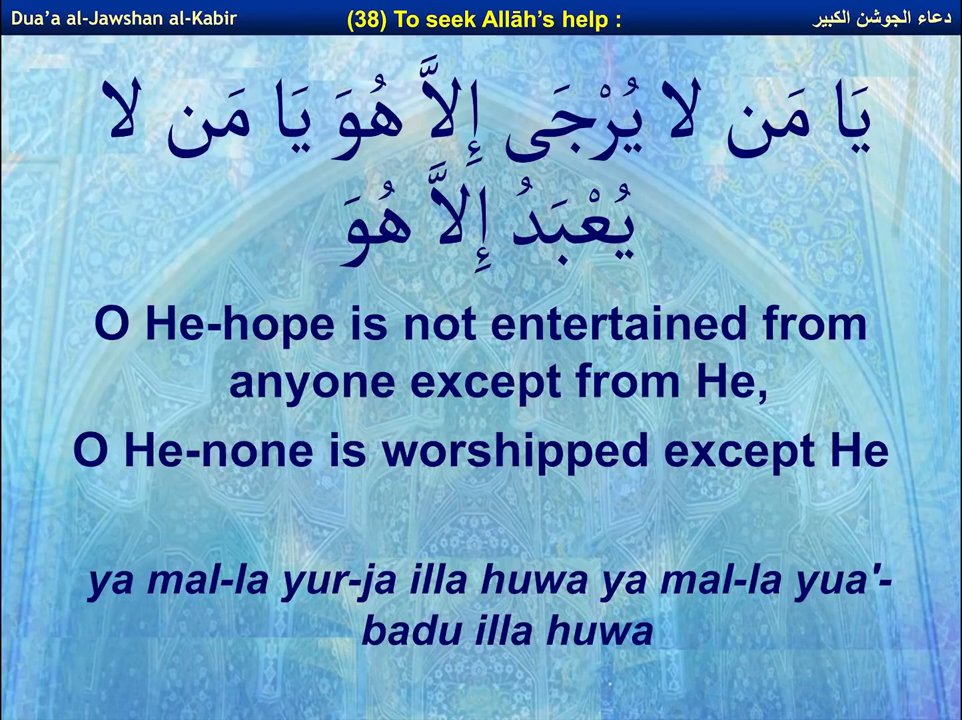 Dua’a al-Jawshan al-Kabir
(38) To seek Allāh’s help :
دعاء الجوشن الكبير
يَا مَن لا يُرْجَى إِلاَّ هُوَ يَا مَن لا
يُعْبَدُ إِلاَّ هُوَ
O He-hope is not entertained from
anyone except from He,
O He-none is worshipped except He
ya mal-la yur-ja illa huwa ya mal-la yua'-
badu illa huwa